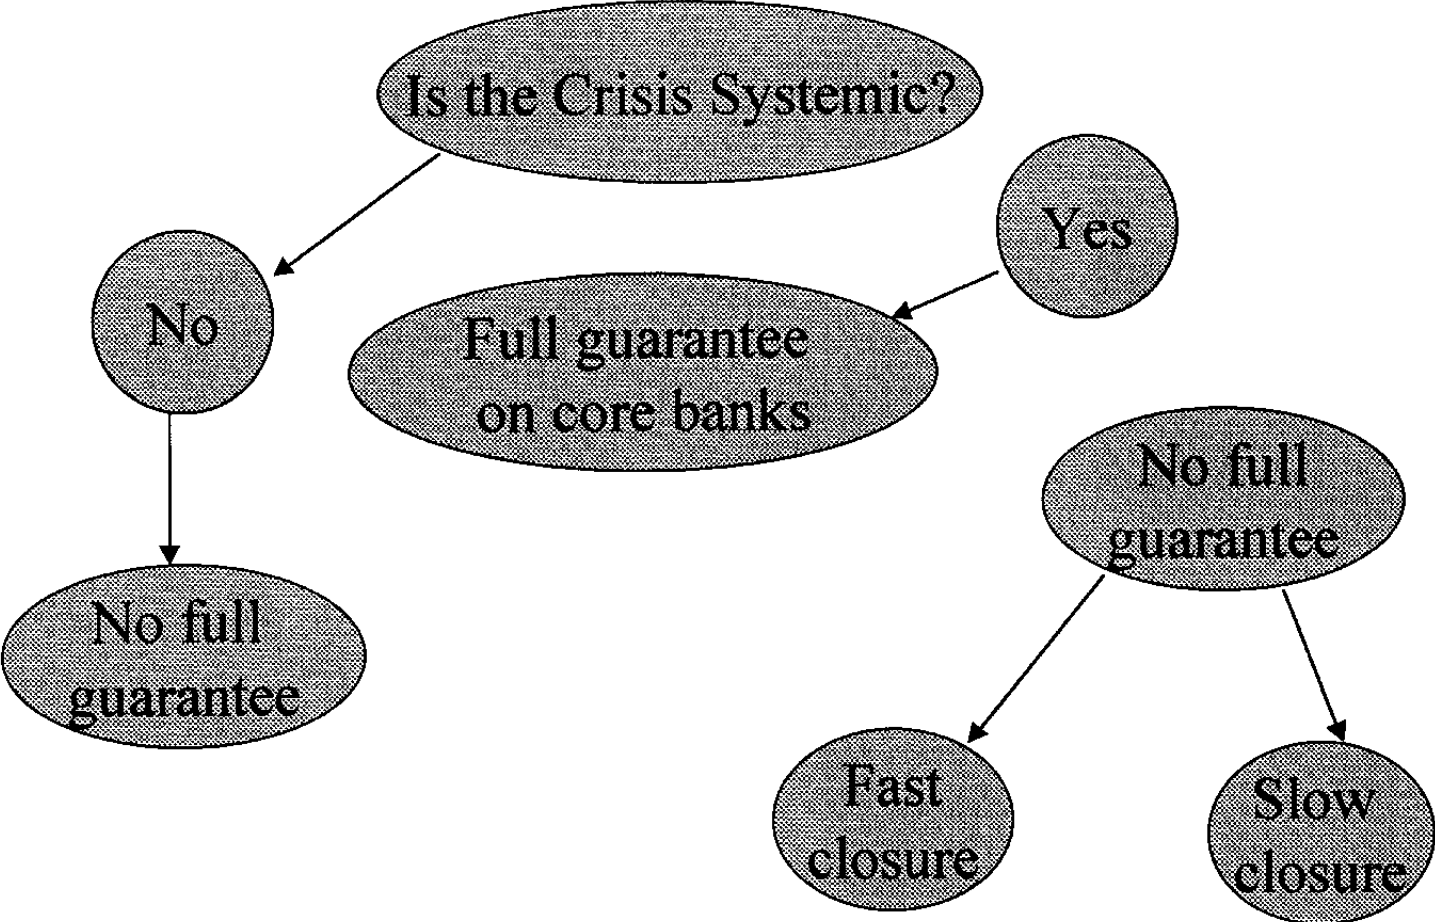 Is the Crisis Systemic?
Yes
No
Full guarantee
on core banks
No full
guarantee
No full
guarantee
Fast
closure
Slow
closure